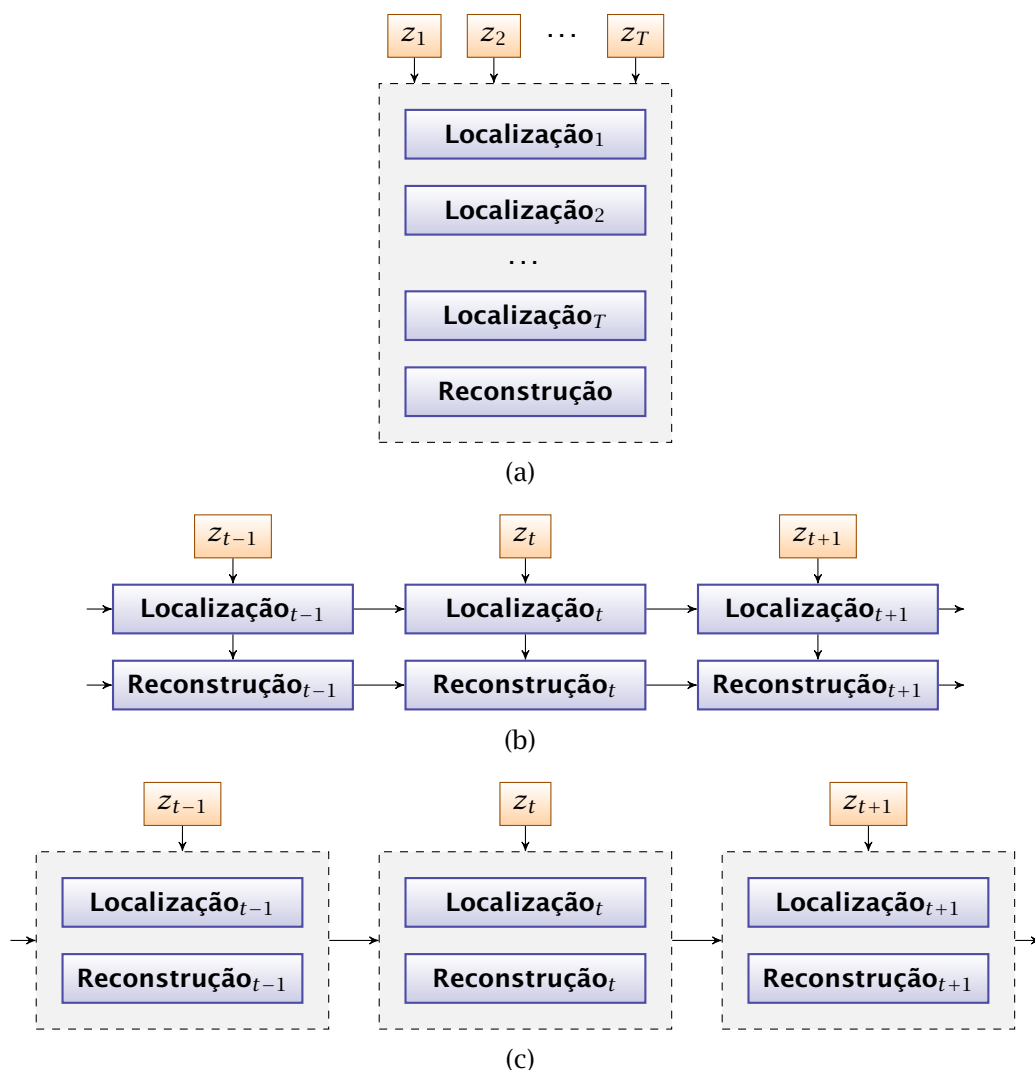 z1 z2 ... zT
Localização1
Localização2
...
LocalizaçãoT
Reconstrução
(a)
zt−1 zt zt+1
Localizaçãot−1 Localizaçãot Localizaçãot+1
Reconstruçãot−1 Reconstruçãot Reconstruçãot+1
(b)
zt−1 zt zt+1
Localizaçãot−1 Localizaçãot Localizaçãot+1
Reconstruçãot−1 Reconstruçãot Reconstruçãot+1
(c)